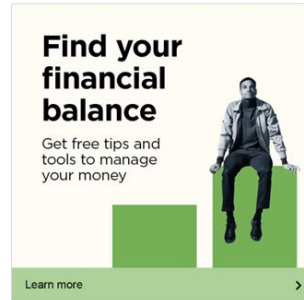 Find your
financial
balance
Get free tips and
tools to manage
your money
Learn more